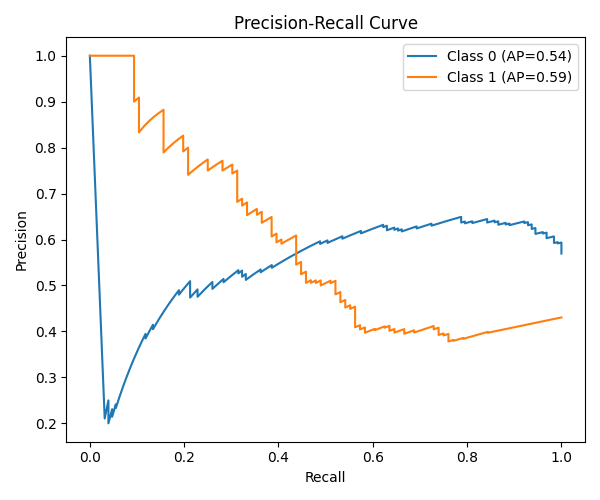 Precision-Recall Curve
Class 0 (AP=0.54)
Class 1 (AP=0.59)
Precision
1.0
0.9
0.8
0.7
0.6
0.5
0.4
0.3
0.2
0.0 0.2 0.4 0.6 0.8 1.0
Recall